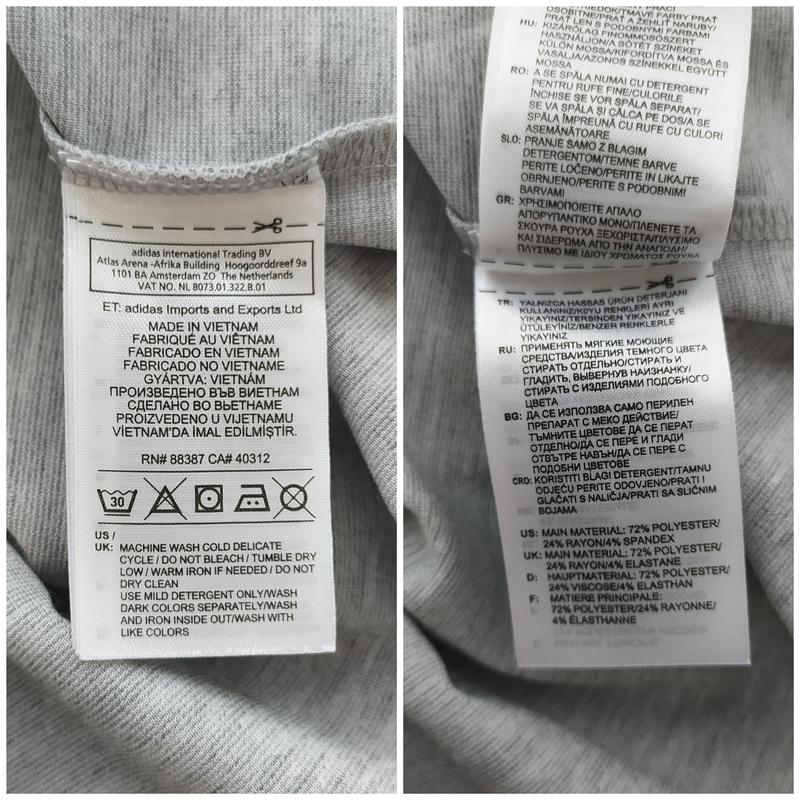 adidas International Trading BV
Atlas Arena -Afrika Building Hoogoorddreef 9a
1101 BA Amsterdam ZO The Netherlands
VAT NO. NL 8073.01.322.B.01
ET: adidas Imports and Exports Ltd
MADE IN VIETNAM
FABRIQUÉ AU VIÊTNAM
FABRICADO EN VIETNAM
FABRICADO NO VIETNAME
GYÁRTVA: VIETNÁM
ПРОИЗВЕДЕНО ВЪВ ВИЕТНАМ
СДЕЛАНО ВО ВЬЕТНАМЕ
PROIZVEDENO U VIJETNAMU
VİETNAM'DA İMAL EDİLMİŞTİR.
RN# 88387 CA# 40312
30
US /
UK: MACHINE WASH COLD DELICATE
CYCLE / DO NOT BLEACH / TUMBLE DRY
LOW / WARM IRON IF NEEDED / DO NOT
DRY CLEAN
USE MILD DETERGENT ONLY/WASH
DARK COLORS SEPARATELY/WASH
AND IRON INSIDE OUT/WASH WITH
LIKE COLORS
OSOBITNE/PRAŤ A ŽEHLIŤ NARUBY/
PRAŤ LEN S PODOBNÝMI FARBAMI
HU: KIZÁRÓLAG FINOMMOSÓSZERT
HASZNÁLJON/A SÖTÉT SZÍNEKET
KÜLÖN MOSSA/KIFORDÍTVA MOSSA ÉS
VASALJA/AZONOS SZÍNEKKEL EGYÜTT
MOSSA
RO: A SE SPĂLA NUMAI CU DETERGENT
PENTRU RUFE FINE/CULORILE
ÎNCHISE SE VOR SPĂLA SEPARAT/
SE VA SPĂLA ŞI CĂLCA PE DOS/A SE
SPĂLA ÎMPREUNĂ CU RUFE CU CULORI
ASEMĂNĂTOARE
SLO: PRANJE SAMO Z BLAGIM
DETERGENTOM/TEMNE BARVE
PERITE LOČENO/PERITE IN LIKAJTE
OBRNJENO/PERITE S PODOBNIMI
BARVAMI
GR: ΧΡΗΣΙΜΟΠΟΙΕΙΤΕ ΑΠΑΛΟ
ΑΠΟΡΥΠΑΝΤΙΚΟ ΜΟΝΟ/ΠΛΕΝΕΤΕ ΤΑ
ΣΚΟΥΡΑ ΡΟΥΧΑ ΞΕΧΩΡΙΣΤΑ/ΠΛΥΣΙΜΟ
ΚΑΙ ΣΙΔΕΡΩΜΑ ΑΠΟ ΤΗΝ ΑΝΑΠΟΔΗ/
ΠΛΥΣΙΜΟ ΜΕ ΙΔΙΟΥ ΧΡΩΜΑΤΟΣ ΡΟΥΧΑ
TR: YALNIZCA HASSAS ÜRÜN DETERJANI
KULLANINIZ/KOYU RENKLERİ AYRI
YIKAYINIZ/TERSİNDEN YIKAYINIZ VE
ÜTÜLEYİNİZ/BENZER RENKLERLE
YIKAYINIZ
RU: ПРИМЕНЯТЬ МЯГКИЕ МОЮЩИЕ
СРЕДСТВА/ИЗДЕЛИЯ ТЕМНОГО ЦВЕТА
СТИРАТЬ ОТДЕЛЬНО/СТИРАТЬ И
ГЛАДИТЬ, ВЫВЕРНУВ НАИЗНАНКУ/
СТИРАТЬ С ИЗДЕЛИЯМИ ПОДОБНОГО
ЦВЕТА
BG: ДА СЕ ИЗПОЛЗВА САМО ПЕРИЛЕН
ПРЕПАРАТ С МЕКО ДЕЙСТВИЕ/
ТЪМНИТЕ ЦВЕТОВЕ ДА СЕ ПЕРАТ
ОТДЕЛНО/ДА СЕ ПЕРЕ И ГЛАДИ
ОТВЪТРЕ НАВЪН/ДА СЕ ПЕРЕ С
ПОДОБНИ ЦВЕТОВЕ
CRO: KORISTITI BLAGI DETERGENT/TAMNU
ODJEĆU PERITE ODOVOJENO/PRATI I
GLAČATI S NALIČJA/PRATI SA SLIČNIM
BOJAMA
US: MAIN MATERIAL: 72% POLYESTER/
24% RAYON/4% SPANDEX
UK: MAIN MATERIAL: 72% POLYESTER/
24% RAYON/4% ELASTANE
D: HAUPTMATERIAL: 72% POLYESTER/
24% VISCOSE/4% ELASTHAN
F: MATIERE PRINCIPALE:
72% POLYESTER/24% RAYONNE/
4% ÉLASTHANNE